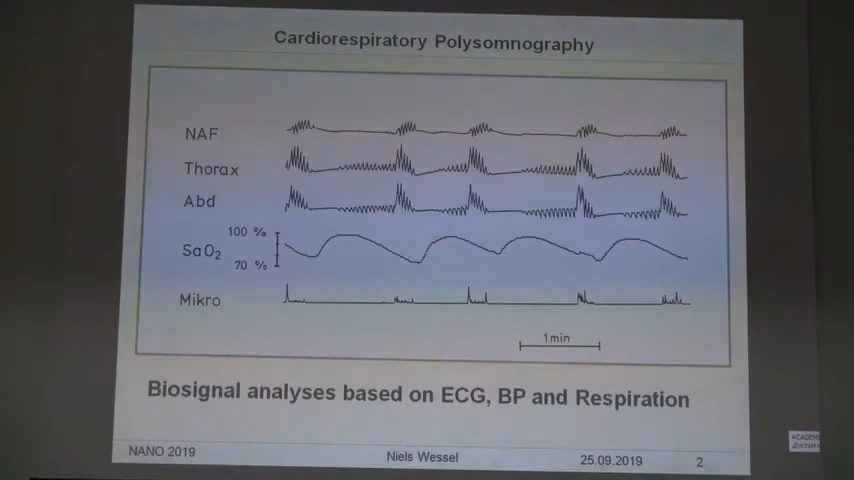 Cardiorespiratory Polysomnography
NAF
Thorax
Abd
100 %
SaO2
70 %
Mikro
1min
Biosignal analyses based on ECG, BP and Respiration
NANO 2019 Niels Wessel 25.09.2019 2